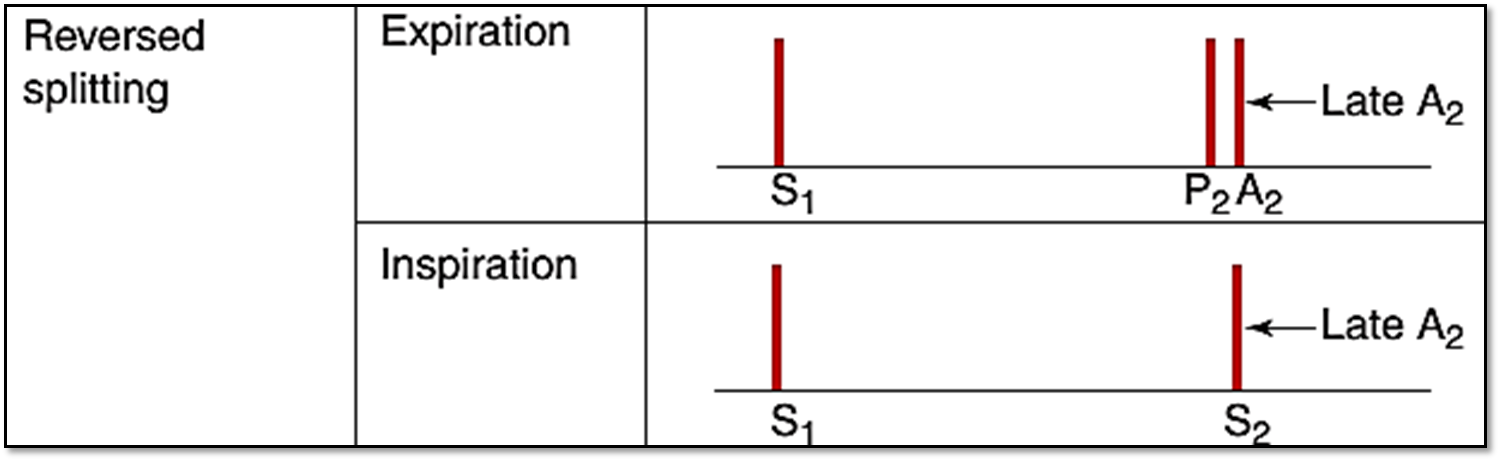 Reversed
splitting
Expiration
Late A₂
S₁
P₂ A₂
Inspiration
Late A₂
S₁
S₂